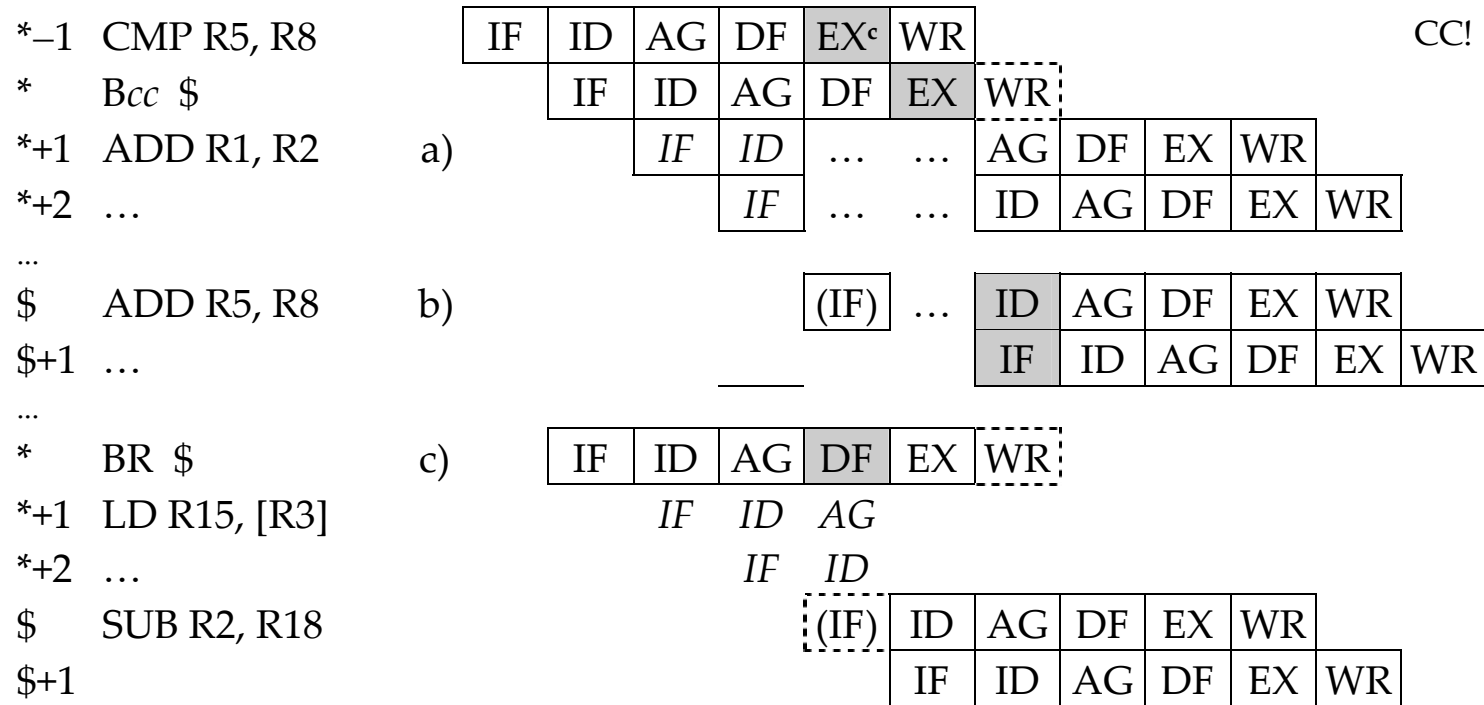 *–1 CMP R5, R8 IF ID AG DF EXᶜ WR CC!
* Bcc $ IF ID AG DF EX WR
*+1 ADD R1, R2 a) IF ID … … AG DF EX WR
*+2 … IF … … ID AG DF EX WR
...
$ ADD R5, R8 b) (IF) … ID AG DF EX WR
$+1 … IF ID AG DF EX WR
...
* BR $ c) IF ID AG DF EX WR
*+1 LD R15, [R3] IF ID AG
*+2 … IF ID
$ SUB R2, R18 (IF) ID AG DF EX WR
$+1 IF ID AG DF EX WR